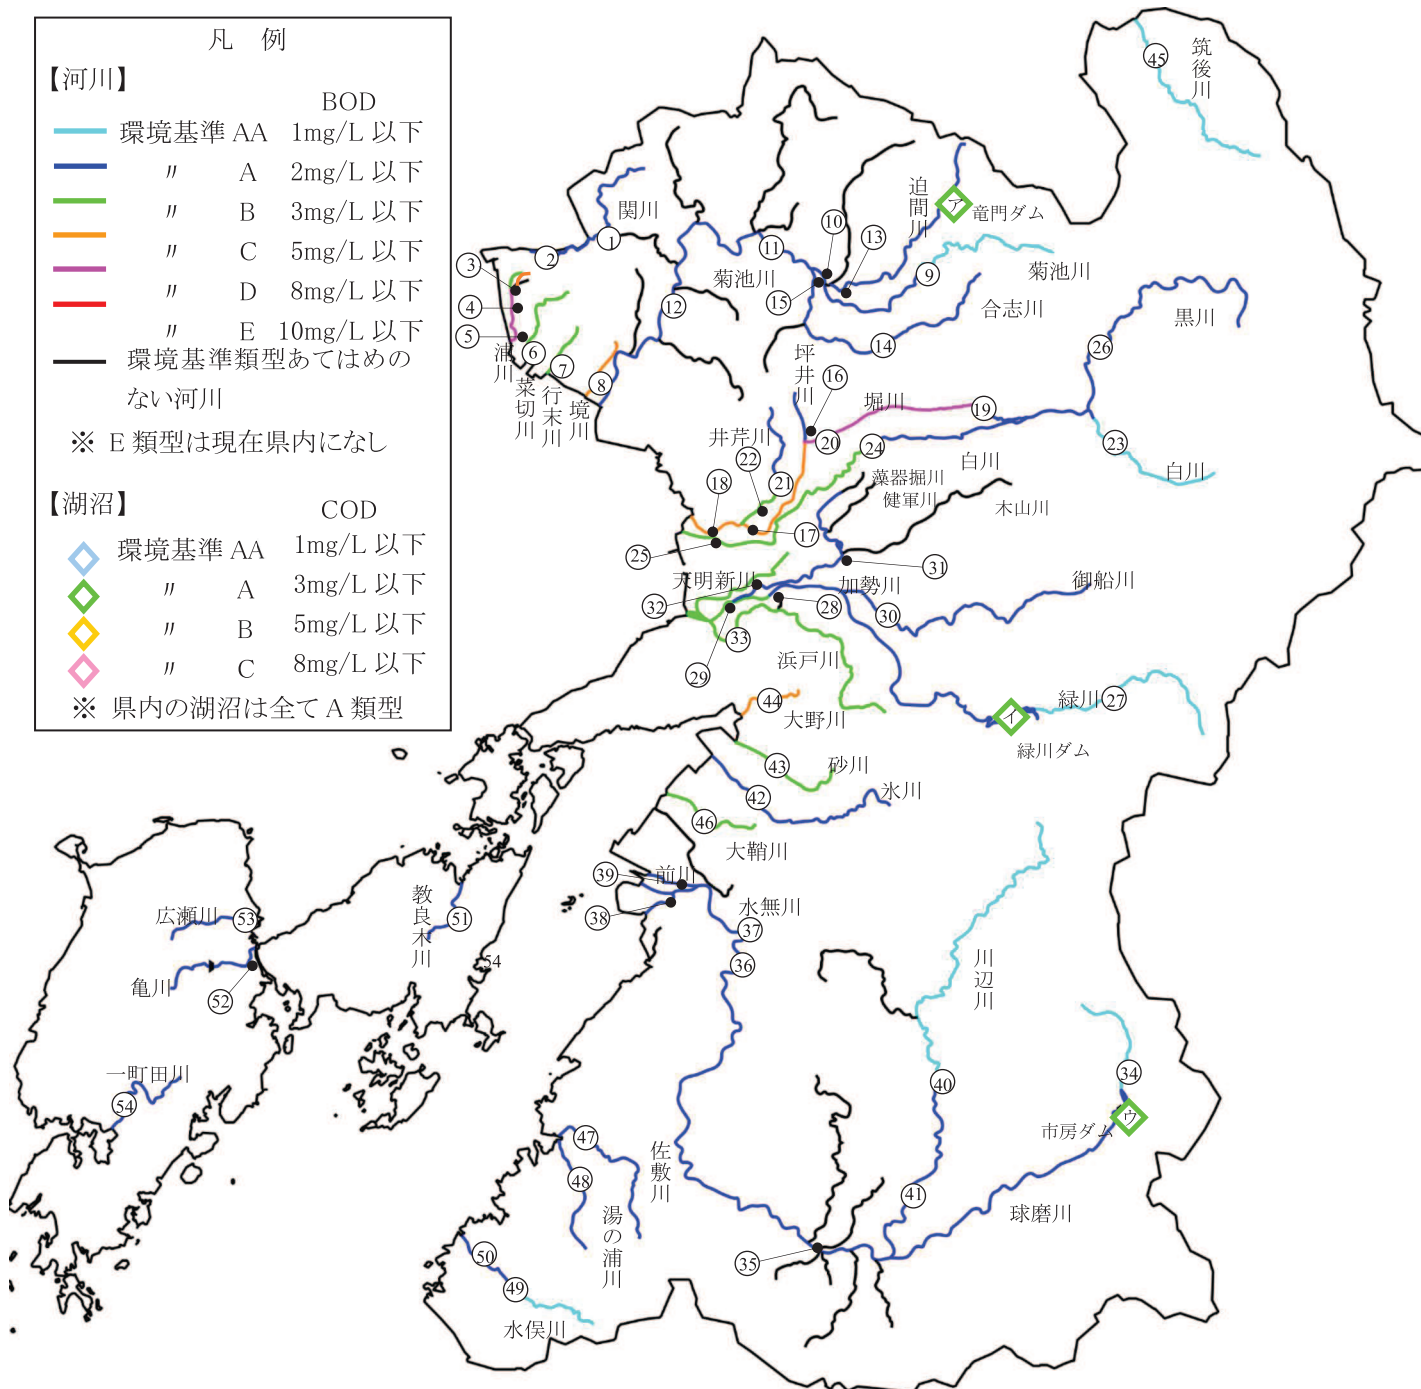 凡 例
【河川】
BOD
環境基準 AA 1mg/L 以下
〃 A 2mg/L 以下
〃 B 3mg/L 以下
〃 C 5mg/L 以下
〃 D 8mg/L 以下
〃 E 10mg/L 以下
環境基準類型あてはめの
ない河川
※ E 類型は現在県内になし
【湖沼】
COD
環境基準 AA 1mg/L 以下
〃 A 3mg/L 以下
〃 B 5mg/L 以下
〃 C 8mg/L 以下
※ 県内の湖沼は全て A 類型
㊺
筑後川
関川
①
②
③
④
⑤
⑥
⑦
⑧
浦川
菜切川
行末川
境川
菊池川
⑪
⑫
⑩
⑬
⑮
迫間川
ア
竜門ダム
⑨
菊池川
合志川
⑭
黒川
㉖
坪井川
⑯
堀川
⑲
⑳
㉔
井芹川
㉒
㉑
⑱
⑰
㉕
白川
㉓
白川
藻器堀川
健軍川
木山川
㉛
天明新川
加勢川
㉜
㉘
㉚
御船川
㉝
㉙
浜戸川
㊹
大野川
緑川
㉗
イ
緑川ダム
㊸
砂川
㊷
氷川
㊻
大鞘川
㊴
前川
㊳
水無川
㊲
㊱
教良木川
�51
54
広瀬川
�53
亀川
�52
一町田川
�54
川辺川
㊵
㊶
㉞
ウ
市房ダム
球磨川
㉟
㊼
㊽
佐敷川
湯の浦川
㊿
㊾
水俣川